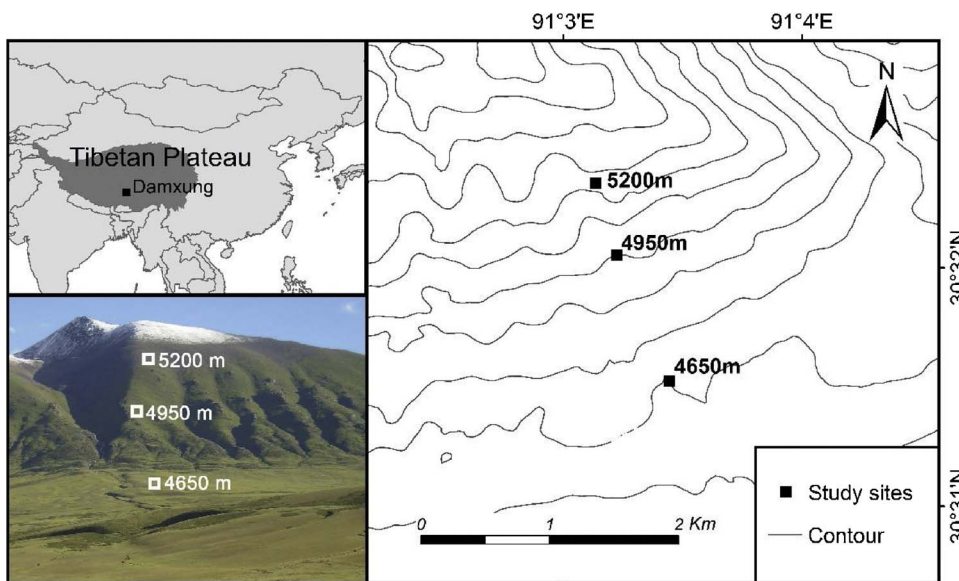 91°3'E
91°4'E
Tibetan Plateau
Damxung
5200 m
4950 m
4650 m
N
5200m
4950m
4650m
30°32'N
30°31'N
Study sites
Contour
0
1
2 Km